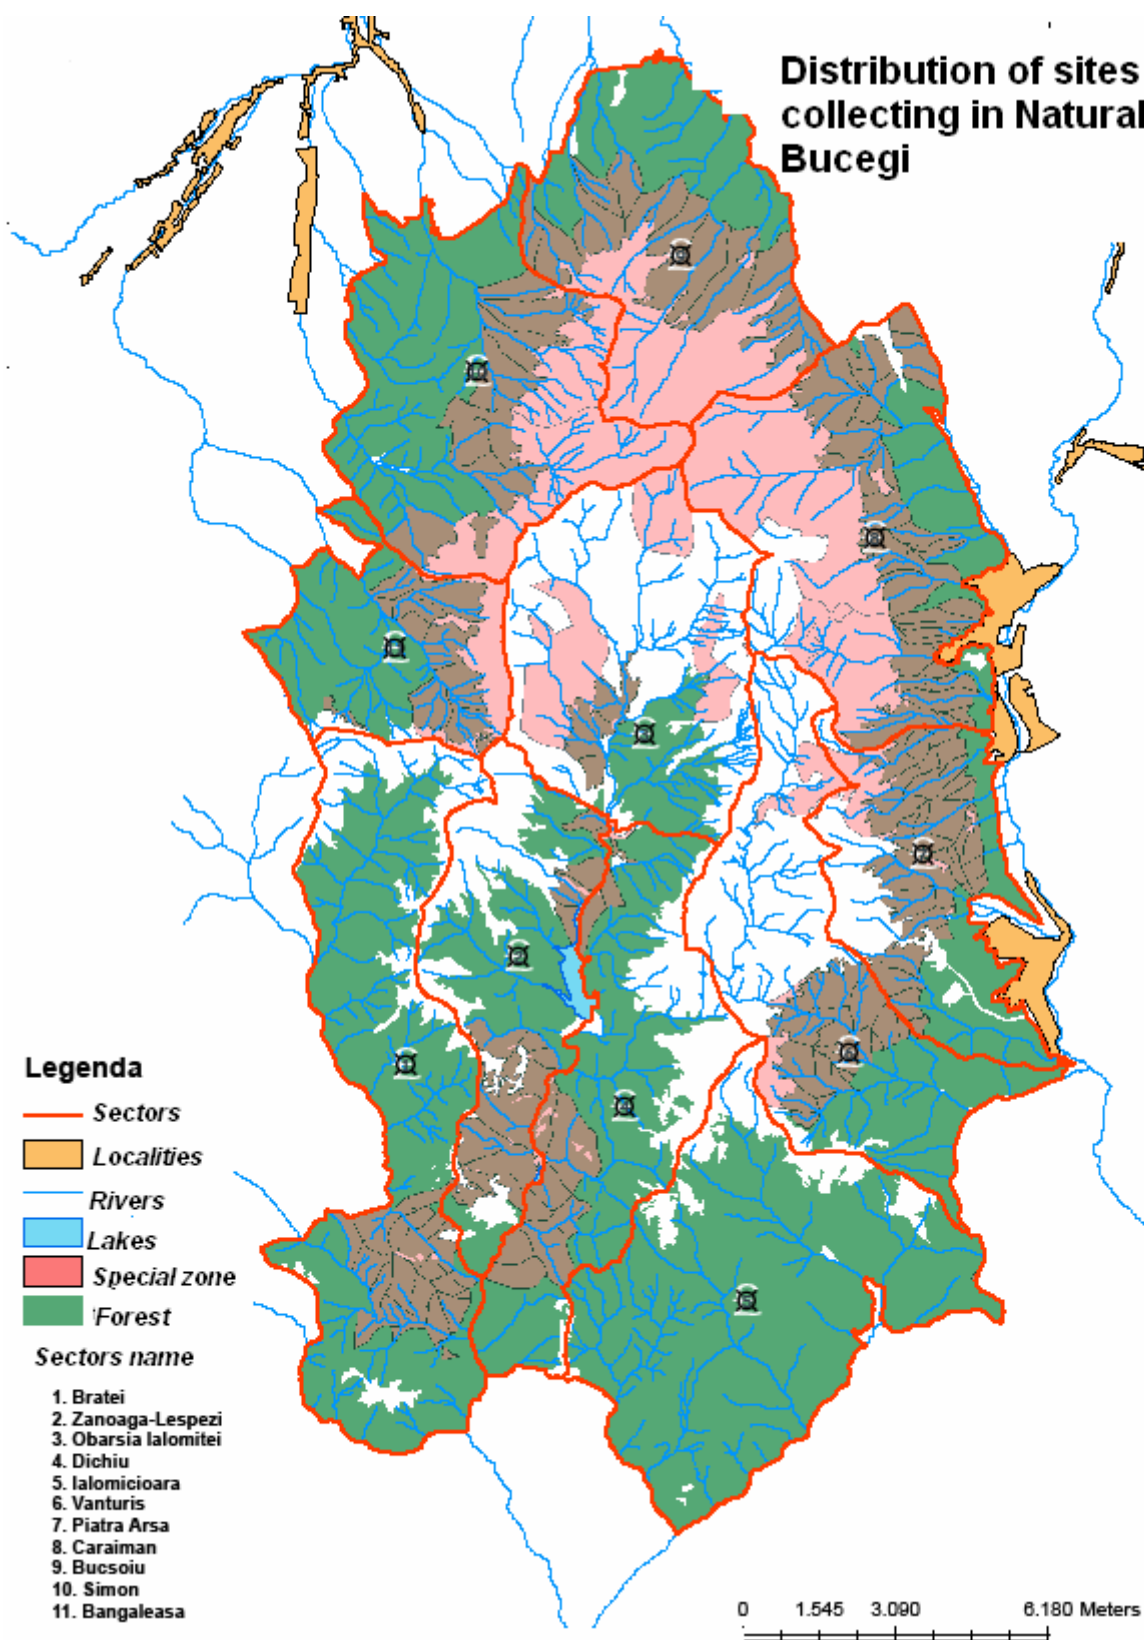 Distribution of sites
collecting in Natural
Bucegi
Legenda
Sectors
Localities
Rivers
Lakes
Special zone
Forest
Sectors name
1. Bratei
2. Zanoaga-Lespezi
3. Obarsia Ialomitei
4. Dichiu
5. Ialomicioara
6. Vanturis
7. Piatra Arsa
8. Caraiman
9. Bucsoiu
10. Simon
11. Bangaleasa
0 1.545 3.090 6.180 Meters